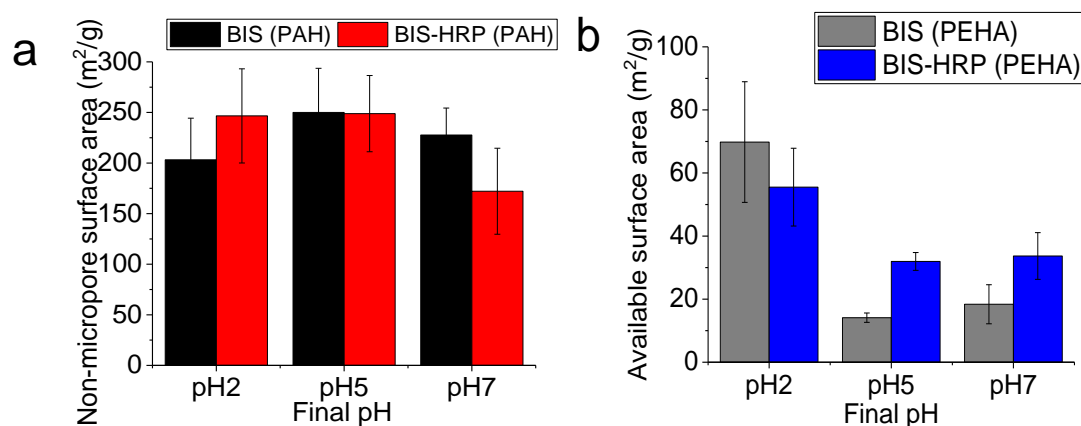 a
BIS (PAH)
BIS-HRP (PAH)
Non-micropore surface area (m²/g)
300
250
200
150
100
50
0
pH2
pH5
pH7
Final pH
b
BIS (PEHA)
BIS-HRP (PEHA)
Available surface area (m²/g)
100
80
60
40
20
0
pH2
pH5
pH7
Final pH